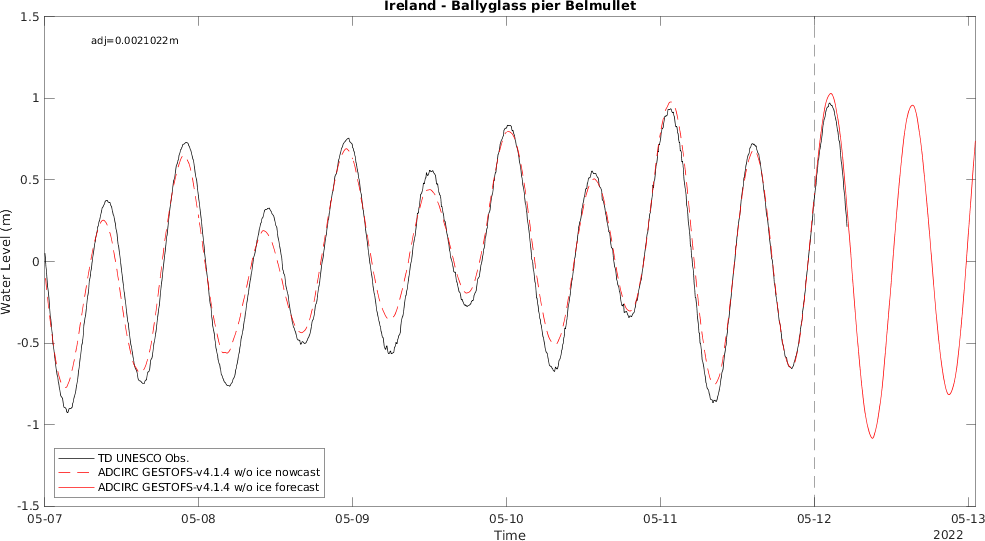 Ireland - Ballyglass pier Belmullet
adj=0.0021022m
1.5
1
0.5
0
-0.5
-1
-1.5
Water Level (m)
TD UNESCO Obs.
ADCIRC GESTOFS-v4.1.4 w/o ice nowcast
ADCIRC GESTOFS-v4.1.4 w/o ice forecast
05-07 05-08 05-09 05-10 05-11 05-12 05-13
Time
2022